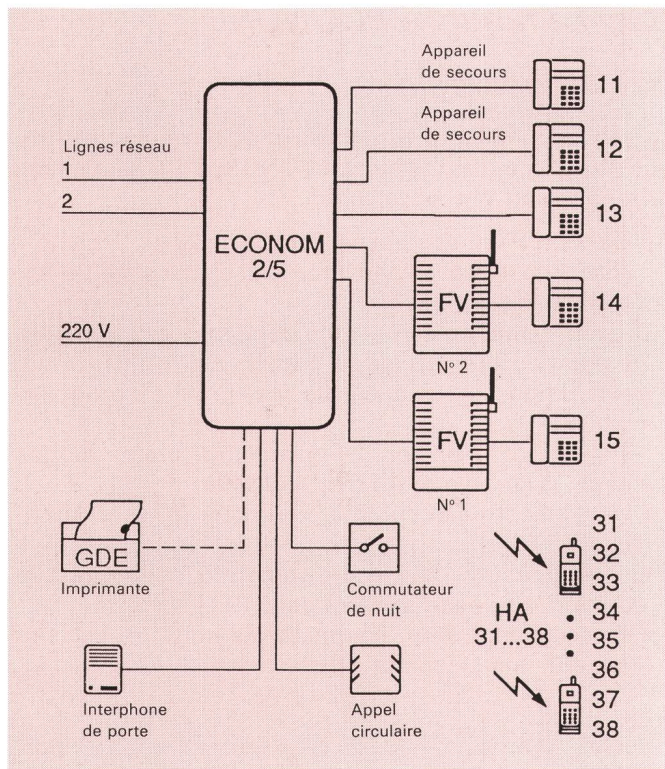 Appareil
de secours
11
Appareil
de secours
12
Lignes réseau
1
2
13
ECONOM
2/5
FV
14
220 V
N° 2
FV
15
N° 1
GDE
Imprimante
Commutateur
de nuit
HA
31...38
31
32
33
34
35
36
37
38
Interphone
de porte
Appel
circulaire